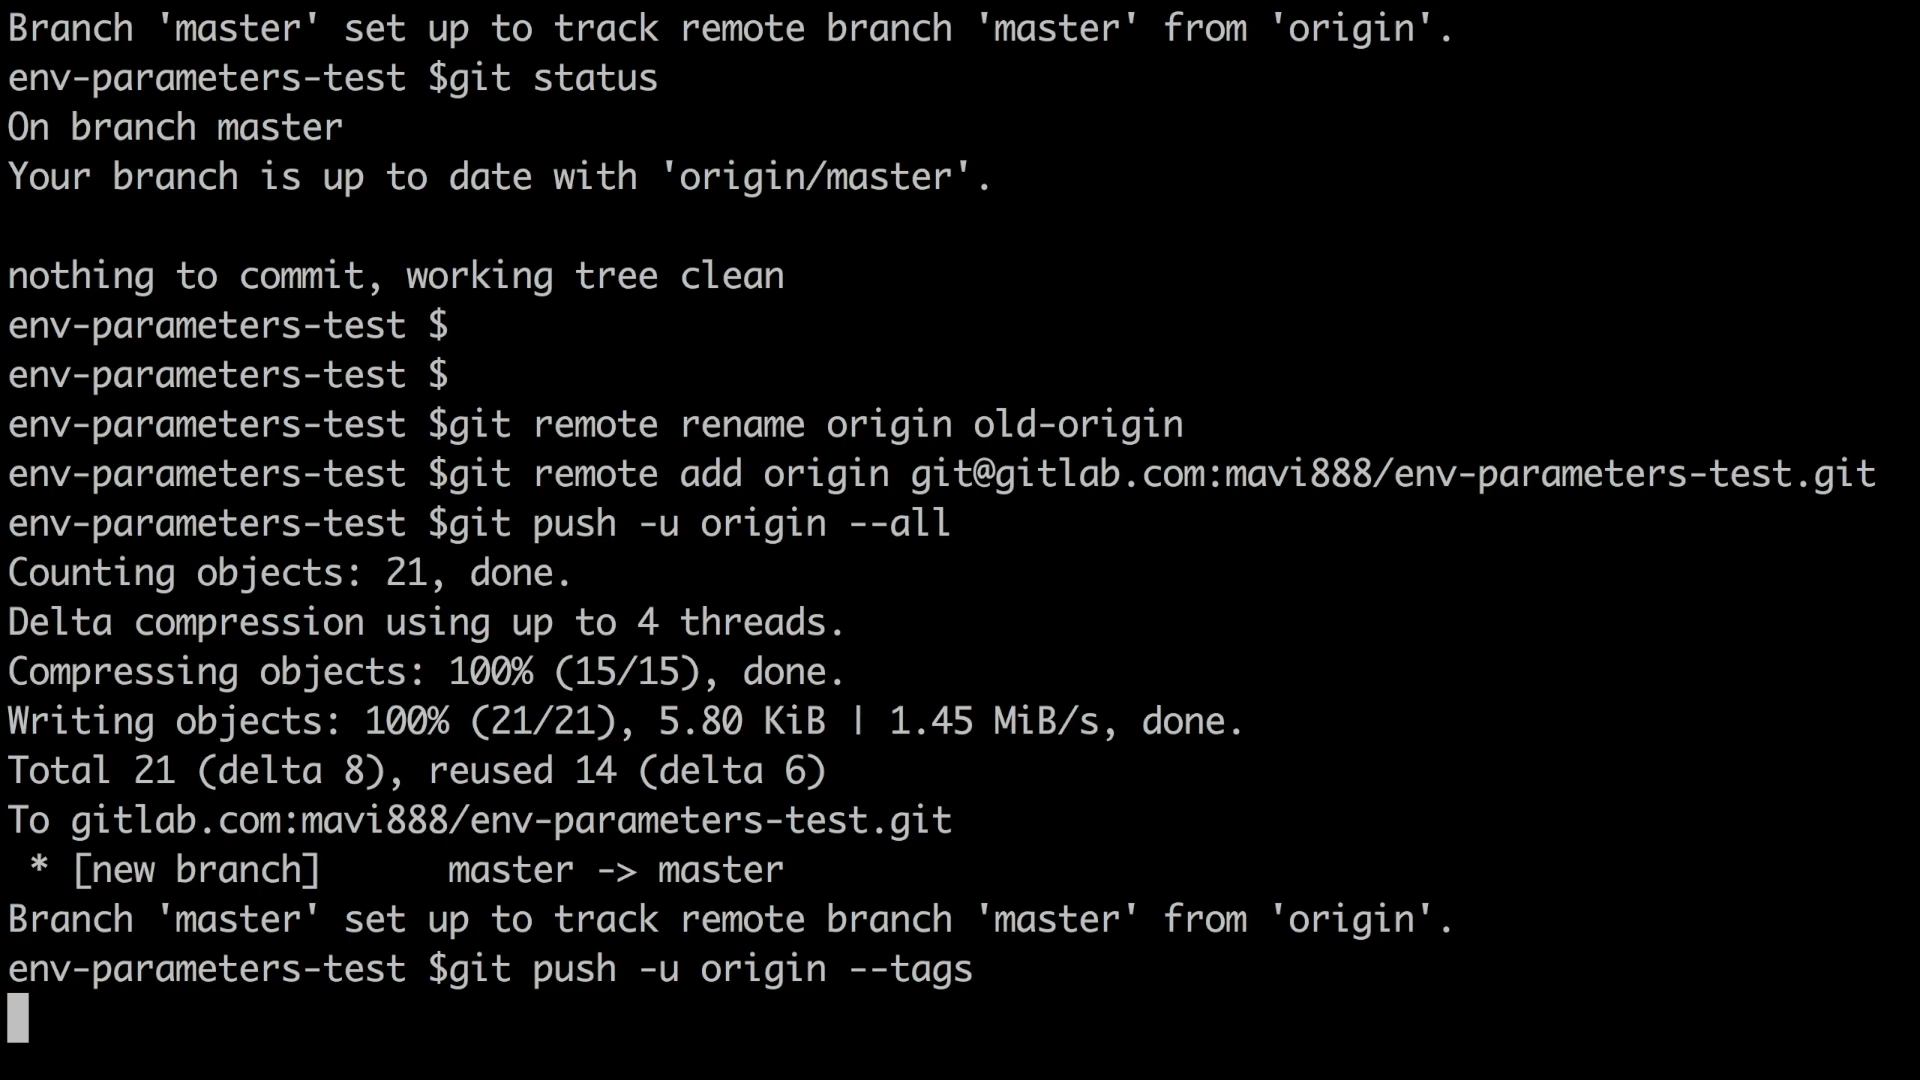 Branch 'master' set up to track remote branch 'master' from 'origin'.
env-parameters-test $git status
On branch master
Your branch is up to date with 'origin/master'.
nothing to commit, working tree clean
env-parameters-test $
env-parameters-test $
env-parameters-test $git remote rename origin old-origin
env-parameters-test $git remote add origin git@gitlab.com:mavi888/env-parameters-test.git
env-parameters-test $git push -u origin --all
Counting objects: 21, done.
Delta compression using up to 4 threads.
Compressing objects: 100% (15/15), done.
Writing objects: 100% (21/21), 5.80 KiB | 1.45 MiB/s, done.
Total 21 (delta 8), reused 14 (delta 6)
To gitlab.com:mavi888/env-parameters-test.git
 * [new branch]      master -> master
Branch 'master' set up to track remote branch 'master' from 'origin'.
env-parameters-test $git push -u origin --tags